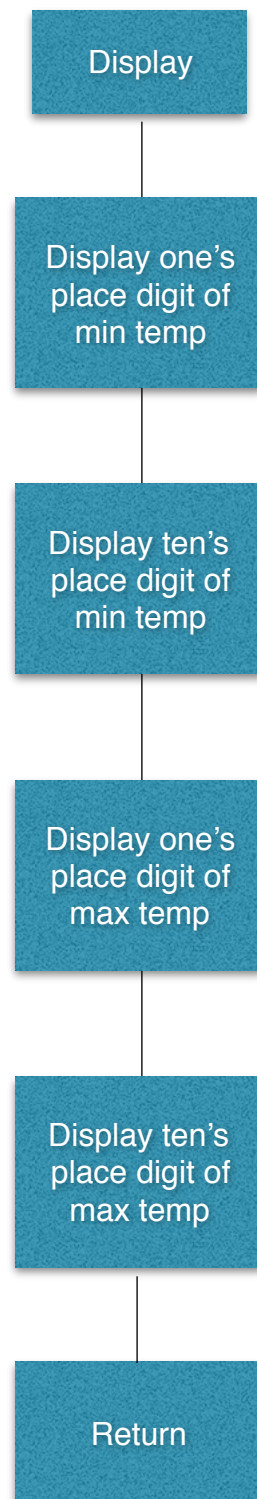 Display
Display one’s
place digit of
min temp
Display ten’s
place digit of
min temp
Display one’s
place digit of
max temp
Display ten’s
place digit of
max temp
Return